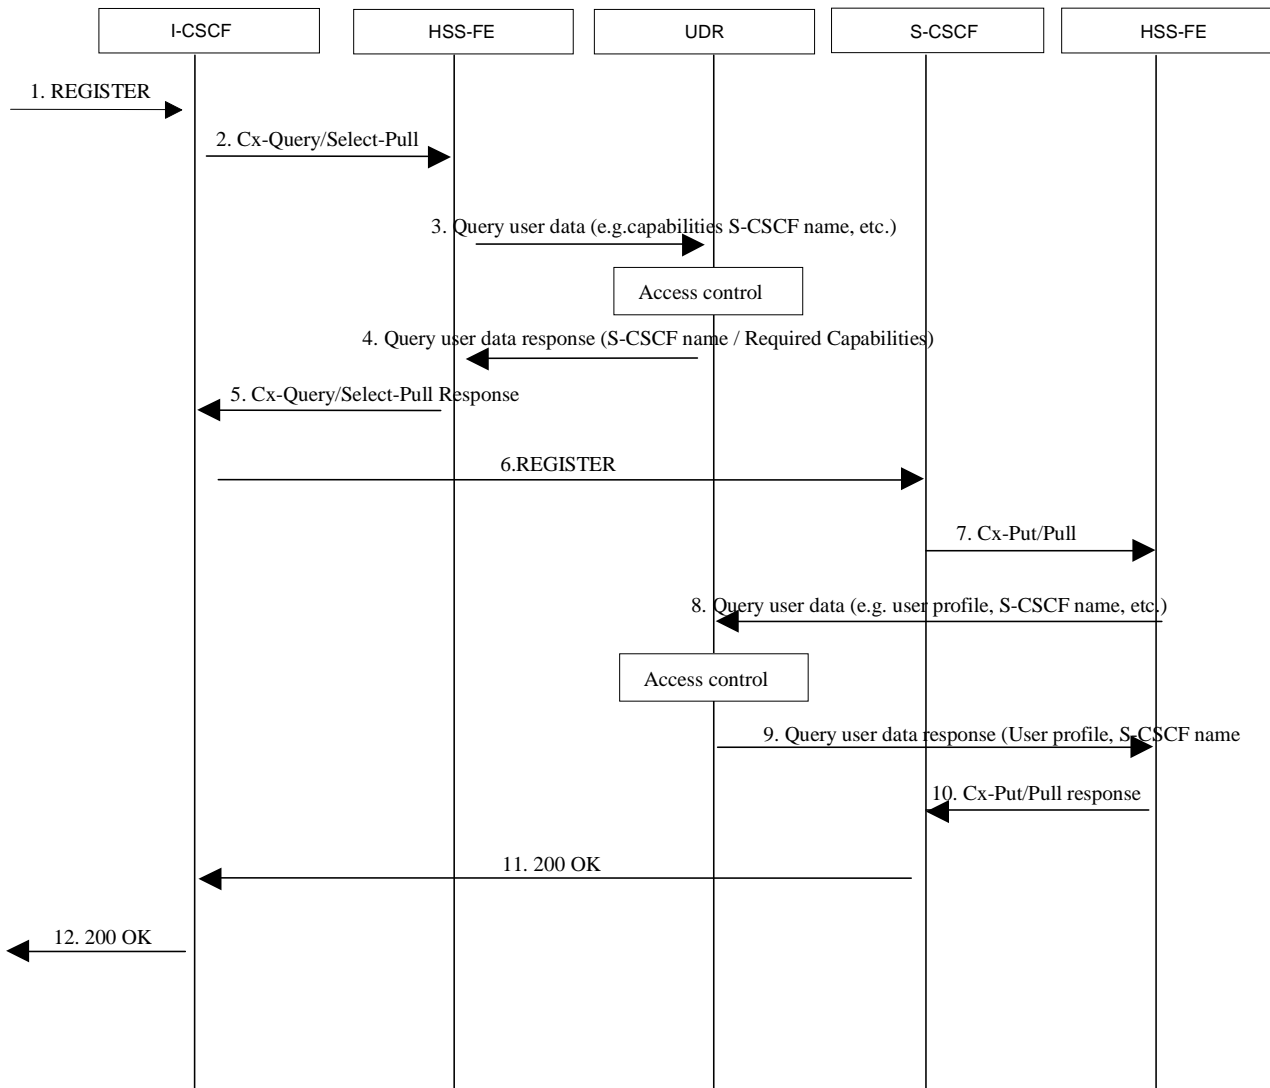 I-CSCF
HSS-FE
UDR
S-CSCF
HSS-FE
1. REGISTER
2. Cx-Query/Select-Pull
3. Query user data (e.g.capabilities S-CSCF name, etc.)
Access control
4. Query user data response (S-CSCF name / Required Capabilities)
5. Cx-Query/Select-Pull Response
6.REGISTER
7. Cx-Put/Pull
8. Query user data (e.g. user profile, S-CSCF name, etc.)
Access control
9. Query user data response (User profile, S-CSCF name
10. Cx-Put/Pull response
11. 200 OK
12. 200 OK